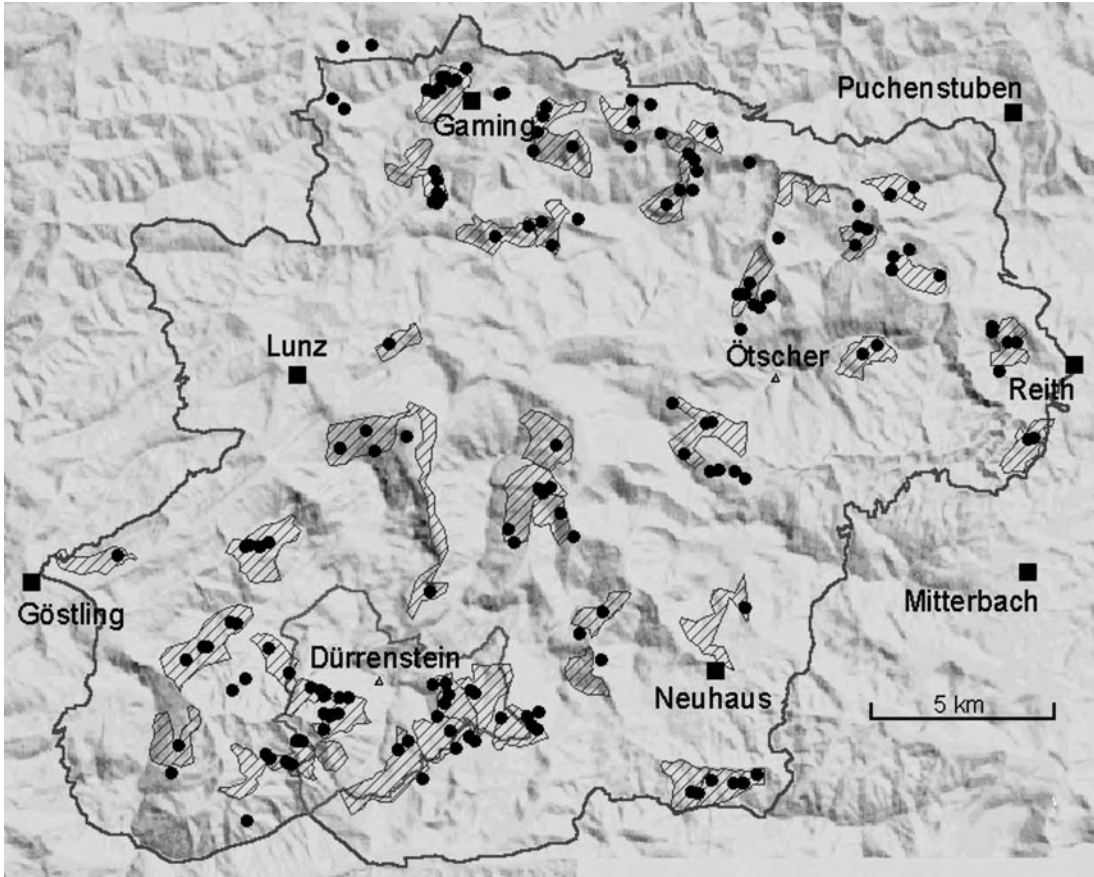 Puchenstuben
Gaming
Lunz
Ötscher
Reith
Göstling
Mitterbach
Dürrenstein
Neuhaus
5 km